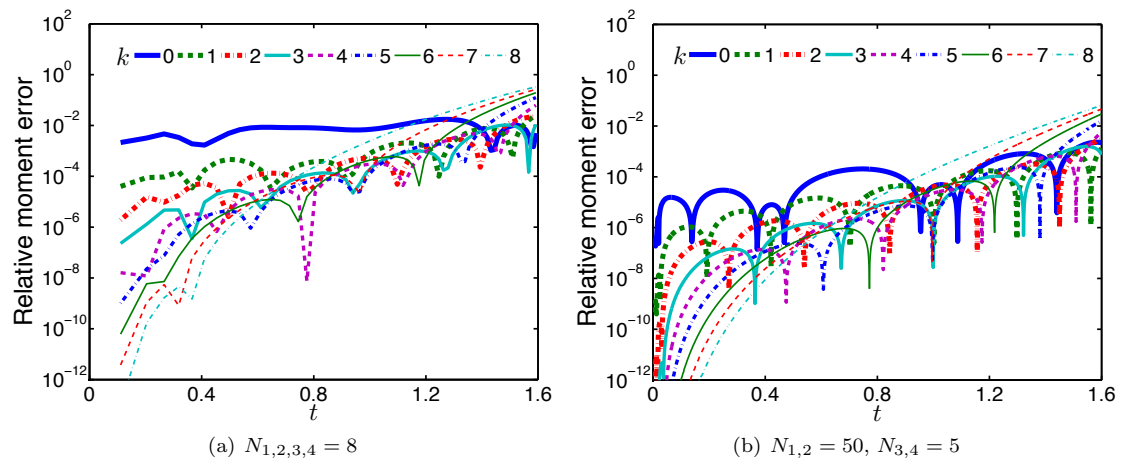 Relative moment error
10^2
10^0
10^-2
10^-4
10^-6
10^-8
10^-10
10^-12
k 0 1 2 3 4 5 6 7 8
0 0.4 0.8 1.2 1.6
t
(a) N_{1,2,3,4} = 8
Relative moment error
10^2
10^0
10^-2
10^-4
10^-6
10^-8
10^-10
10^-12
k 0 1 2 3 4 5 6 7 8
0 0.4 0.8 1.2 1.6
t
(b) N_{1,2} = 50, N_{3,4} = 5